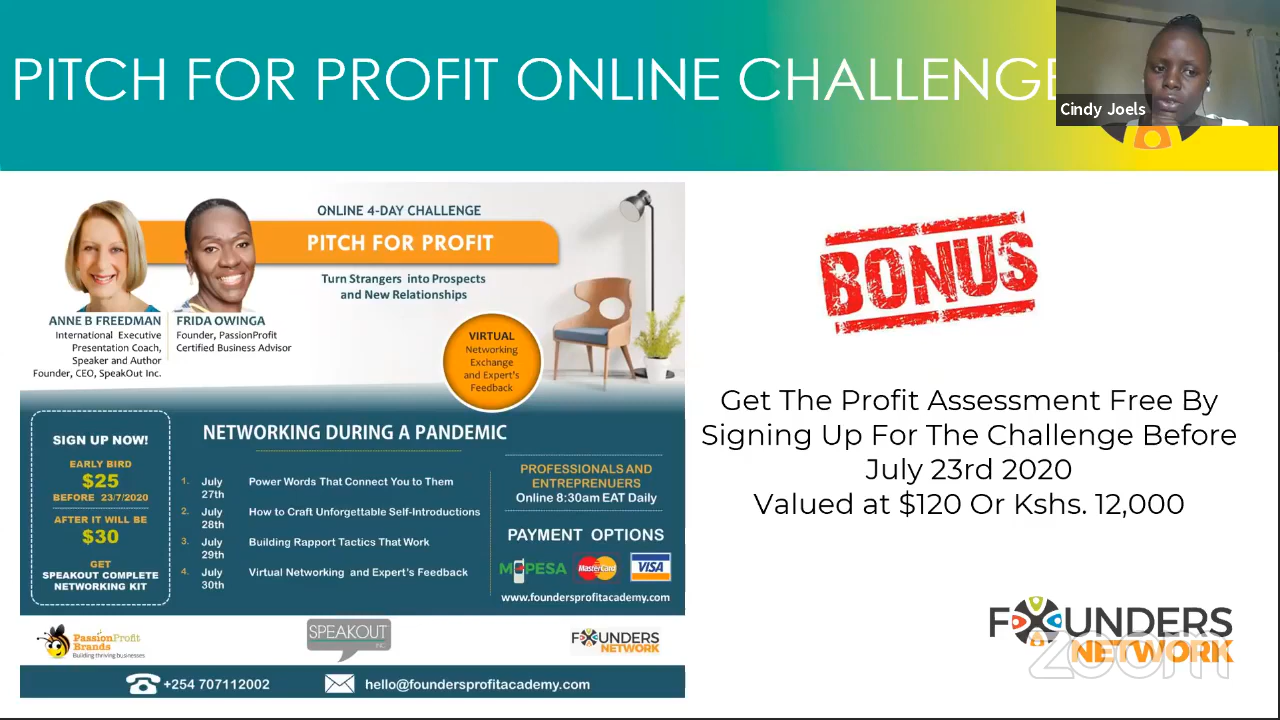 PITCH FOR PROFIT ONLINE CHALLENGE
Cindy Joels
ONLINE 4-DAY CHALLENGE
PITCH FOR PROFIT
Turn Strangers into Prospects
and New Relationships
ANNE B FREEDMAN
International Executive
Presentation Coach,
Speaker and Author
Founder, CEO, SpeakOut Inc.
FRIDA OWINGA
Founder, PassionProfit
Certified Business Advisor
VIRTUAL
Networking
Exchange
and Expert's
Feedback
SIGN UP NOW!
EARLY BIRD
$25
BEFORE 23/7/2020
AFTER IT WILL BE
$30
GET
SPEAKOUT COMPLETE
NETWORKING KIT
NETWORKING DURING A PANDEMIC
1. July 27th Power Words That Connect You to Them
2. July 28th How to Craft Unforgettable Self-Introductions
3. July 29th Building Rapport Tactics That Work
4. July 30th Virtual Networking and Expert's Feedback
PROFESSIONALS AND
ENTREPRENUERS
Online 8:30am EAT Daily
PAYMENT OPTIONS
M-PESA MasterCard VISA
www.foundersprofitacademy.com
PassionProfit
Brands
Building thriving businesses
SPEAKOUT
INC
FOUNDERS
NETWORK
+254 707112002 hello@foundersprofitacademy.com
BONUS
Get The Profit Assessment Free By
Signing Up For The Challenge Before
July 23rd 2020
Valued at $120 Or Kshs. 12,000
FOUNDERS
NETWORK
zoom